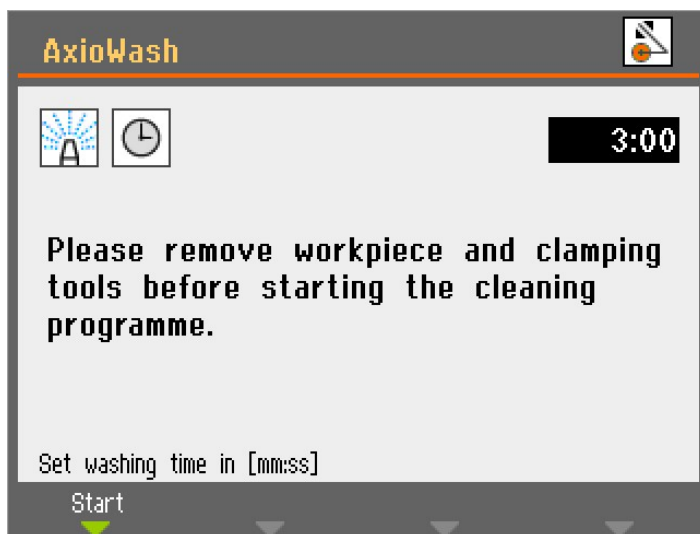 AxioWash
3:00
Please remove workpiece and clamping
tools before starting the cleaning
programme.
Set washing time in [mm:ss]
Start